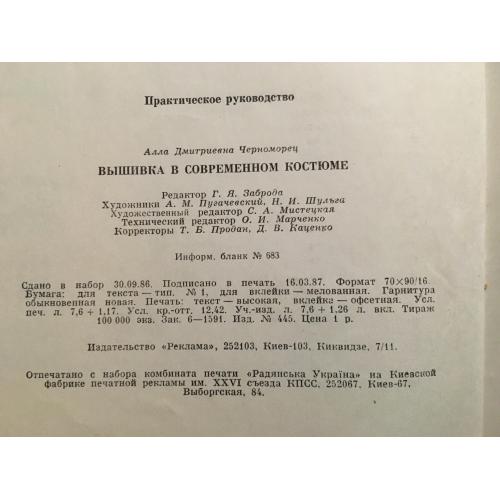 Практическое руководство
Алла Дмитриевна Черноморец
ВЫШИВКА В СОВРЕМЕННОМ КОСТЮМЕ
Редактор Г. Я. Заброда
Художники А. М. Пугачевский, Н. И. Шульга
Художественный редактор С. А. Мистецкая
Технический редактор О. И. Марченко
Корректоры Т. Б. Продан, Д. В. Каценко
Информ. бланк № 683
Сдано в набор 30.09.86. Подписано в печать 16.03.87. Формат 70×90/16.
Бумага: для текста — тип. № 1, для вклейки — мелованная. Гарнитура
обыкновенная новая. Печать: текст — высокая, вклейка — офсетная. Усл.
печ. л. 7,6 + 1,17. Усл. кр.-отт. 12,42. Уч.-изд. л. 7,6 + 1,26 л. вкл. Тираж
100 000 экз. Зак. 6—1591. Изд. № 445. Цена 1 р.
Издательство «Реклама», 252103, Киев-103, Киквидзе, 7/11.
Отпечатано с набора комбината печати «Радянська Україна» на Киевской
фабрике печатной рекламы им. XXVI съезда КПСС. 252067, Киев-67,
Выборгская, 84.